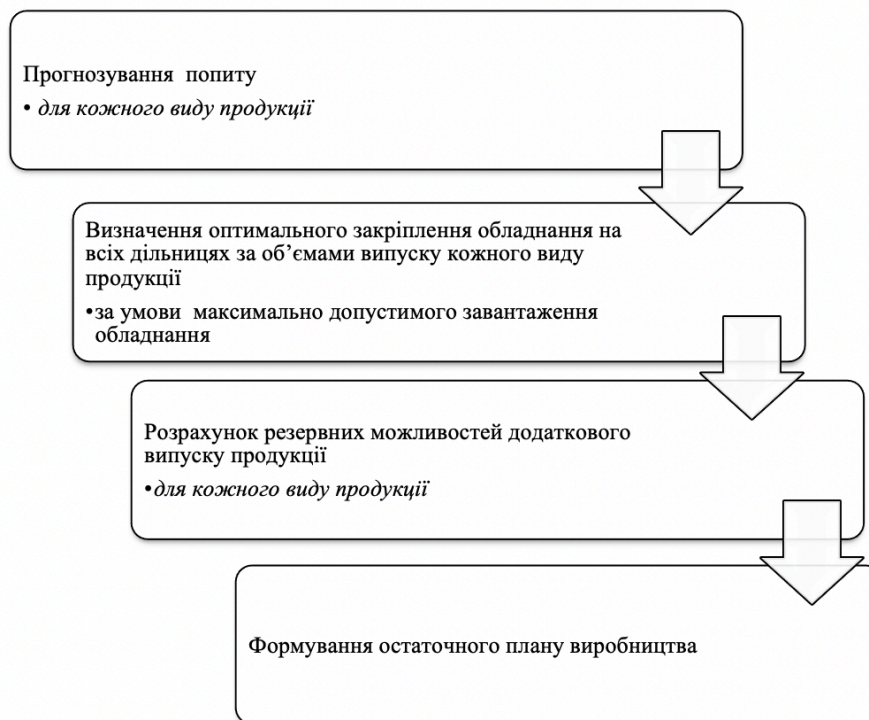 Прогнозування попиту
• для кожного виду продукції
Визначення оптимального закріплення обладнання на
всіх дільницях за об’ємами випуску кожного виду
продукції
•за умови максимально допустимого завантаження
обладнання
Розрахунок резервних можливостей додаткового
випуску продукції
•для кожного виду продукції
Формування остаточного плану виробництва